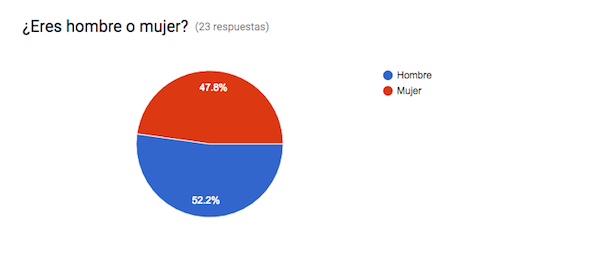 ¿Eres hombre o mujer? (23 respuestas)
Hombre
Mujer
47.8%
52.2%